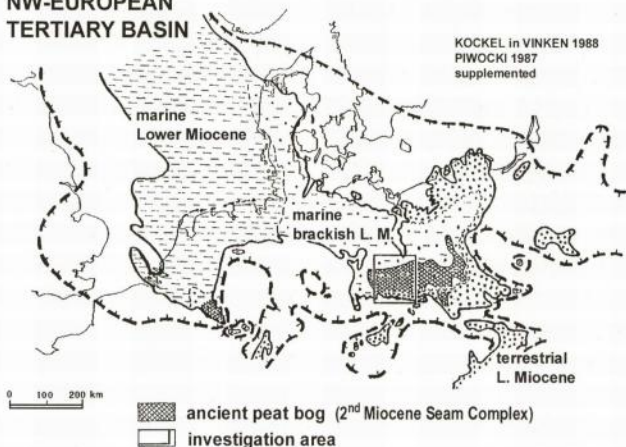 NW-EUROPEAN
TERTIARY BASIN
KOCKEL in VINKEN 1988
PIWOCKI 1987
supplemented
marine
Lower Miocene
marine
brackish L. M.
terrestrial
L. Miocene
0 100 200 km
ancient peat bog (2nd Miocene Seam Complex)
investigation area